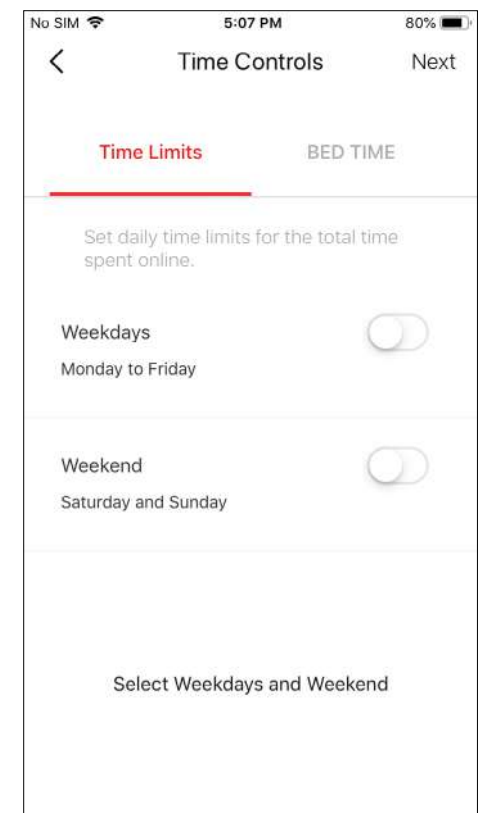 No SIM 5:07 PM 80%
Time Controls Next
Time Limits BED TIME
Set daily time limits for the total time
spent online.
Weekdays
Monday to Friday
Weekend
Saturday and Sunday
Select Weekdays and Weekend